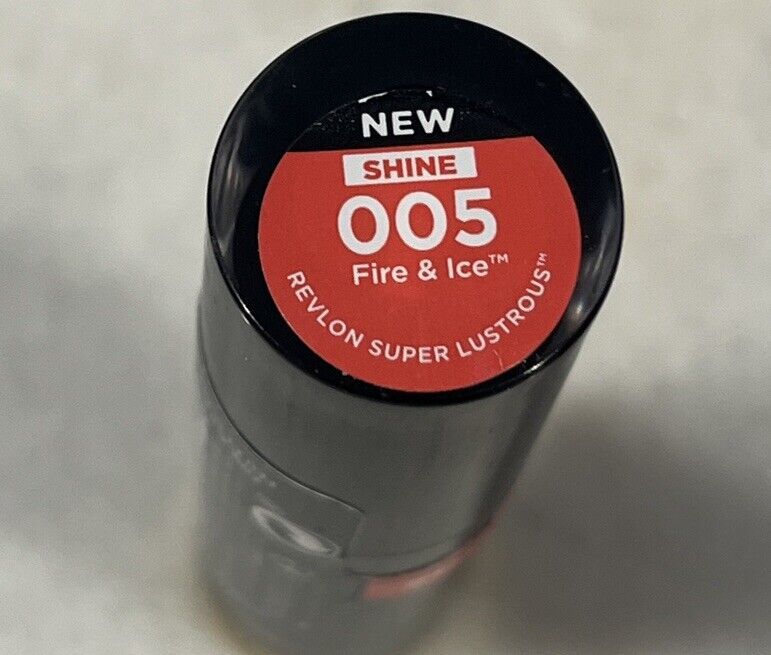 NEW
SHINE
005
Fire & Ice™
REVLON SUPER LUSTROUS™